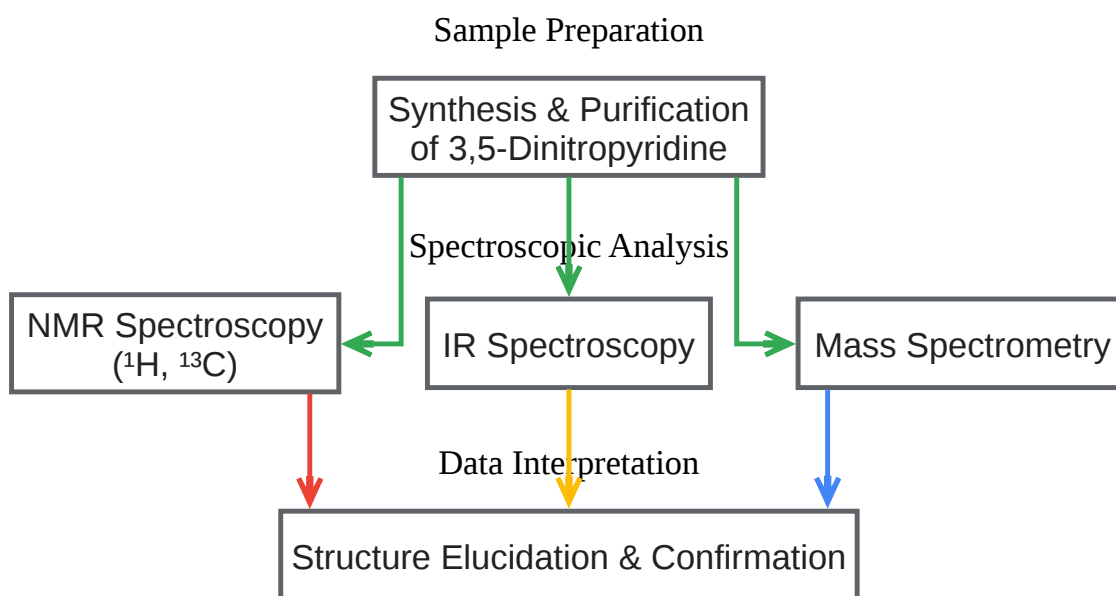 Sample Preparation
Synthesis & Purification
of 3,5-Dinitropyridine
Spectroscopic Analysis
NMR Spectroscopy
(¹H, ¹³C)
IR Spectroscopy
Mass Spectrometry
Data Interpretation
Structure Elucidation & Confirmation